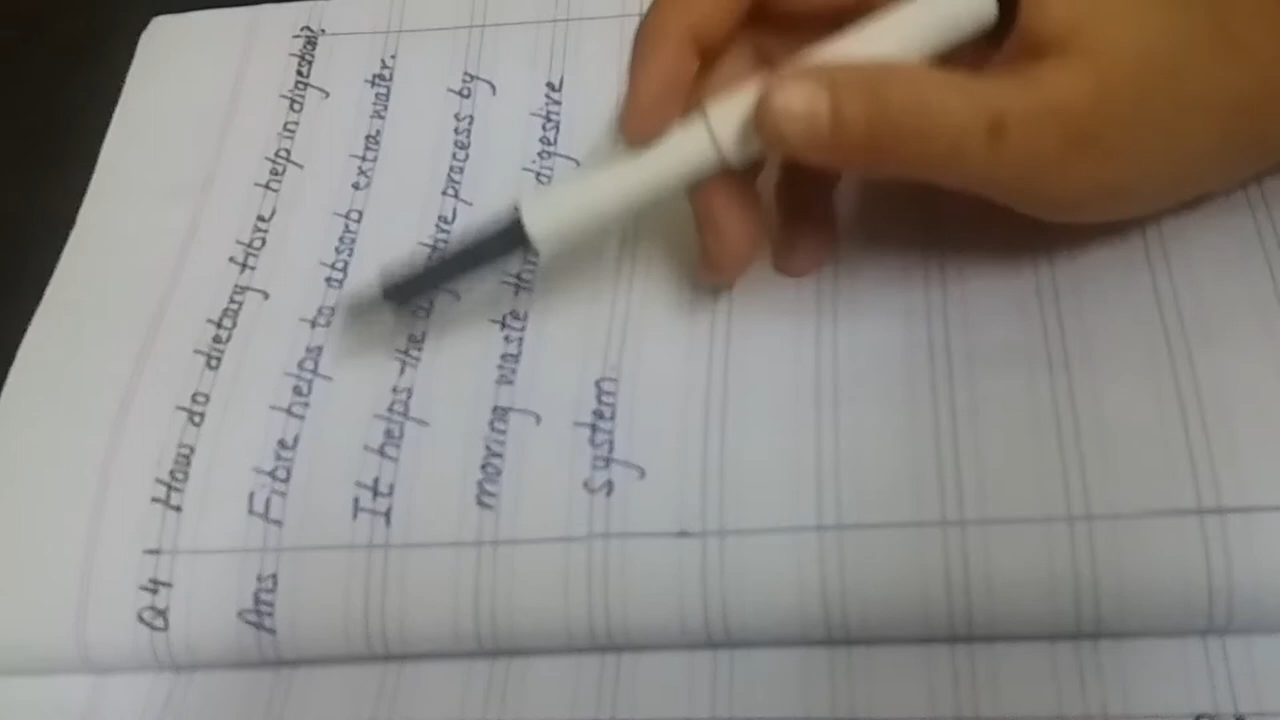 Q4 How do dietary fibre help in digestion?
Ans Fibre helps to absorb extra water.
It helps the process by
moving waste digestive
system.